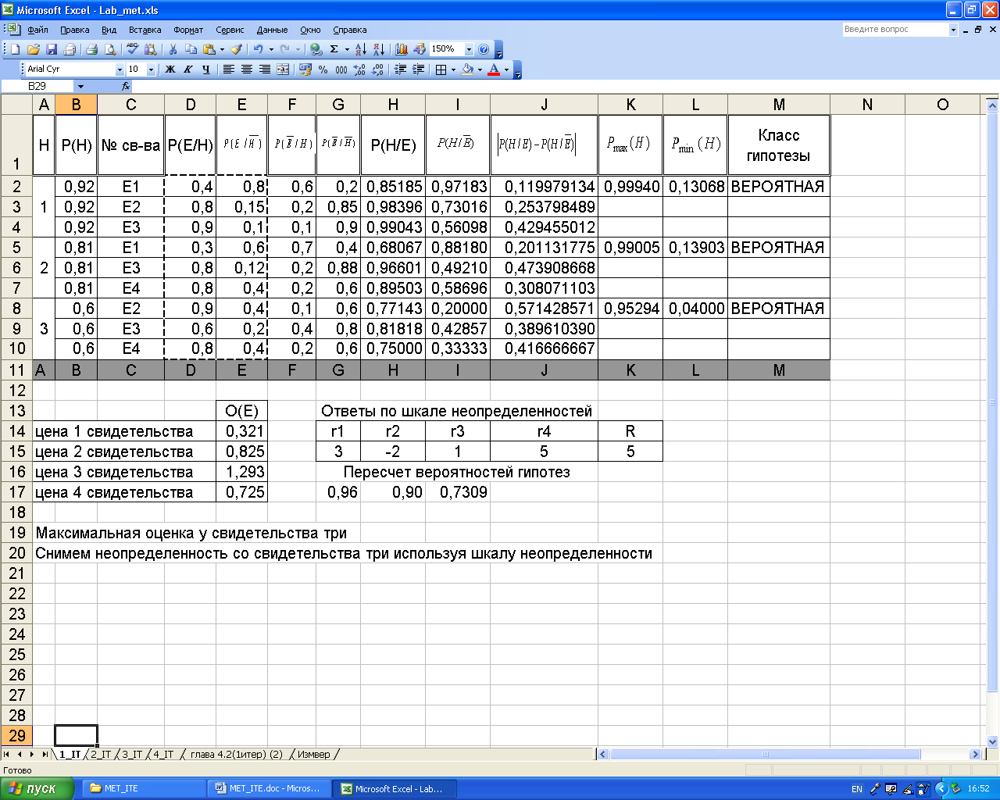 Microsoft Excel - Lab_met.xls
Файл Правка Вид Вставка Формат Сервис Данные Окно Справка Введите вопрос
150%
Arial Cyr 10 Ж К Ч % 000
B29 fx
A B C D E F G H I J K L M N O
1 H P(H) № св-ва P(E/H) P(E/H̅) P(E̅/H) P(E̅/H̅) P(H/E) P(H/E̅) |P(H/E)-P(H/E̅)| Pmax(H) Pmin(H) Класс гипотезы
2 0,92 E1 0,4 0,8 0,6 0,2 0,85185 0,97183 0,119979134 0,99940 0,13068 ВЕРОЯТНАЯ
3 1 0,92 E2 0,8 0,15 0,2 0,85 0,98396 0,73016 0,253798489
4 0,92 E3 0,9 0,1 0,1 0,9 0,99043 0,56098 0,429455012
5 0,81 E1 0,3 0,6 0,7 0,4 0,68067 0,88180 0,201131775 0,99005 0,13903 ВЕРОЯТНАЯ
6 2 0,81 E3 0,8 0,12 0,2 0,88 0,96601 0,49210 0,473908668
7 0,81 E4 0,8 0,4 0,2 0,6 0,89503 0,58696 0,308071103
8 0,6 E2 0,9 0,4 0,1 0,6 0,77143 0,20000 0,571428571 0,95294 0,04000 ВЕРОЯТНАЯ
9 3 0,6 E3 0,6 0,2 0,4 0,8 0,81818 0,42857 0,389610390
10 0,6 E4 0,8 0,4 0,2 0,6 0,75000 0,33333 0,416666667
11 A B C D E F G H I J K L M
12
13 O(E) Ответы по шкале неопределенностей
14 цена 1 свидетельства 0,321 r1 r2 r3 r4 R
15 цена 2 свидетельства 0,825 3 -2 1 5 5
16 цена 3 свидетельства 1,293 Пересчет вероятностей гипотез
17 цена 4 свидетельства 0,725 0,96 0,90 0,7309
18
19 Максимальная оценка у свидетельства три
20 Снимем неопределенность со свидетельства три используя шкалу неопределенности
21
22
23
24
25
26
27
28
29
1_IT 2_IT 3_IT 4_IT глава 4.2(1итер) (2) Измвер
Готово
пуск MET_ITE MET_ITE.doc - Micros... Microsoft Excel - Lab... EN 16:52